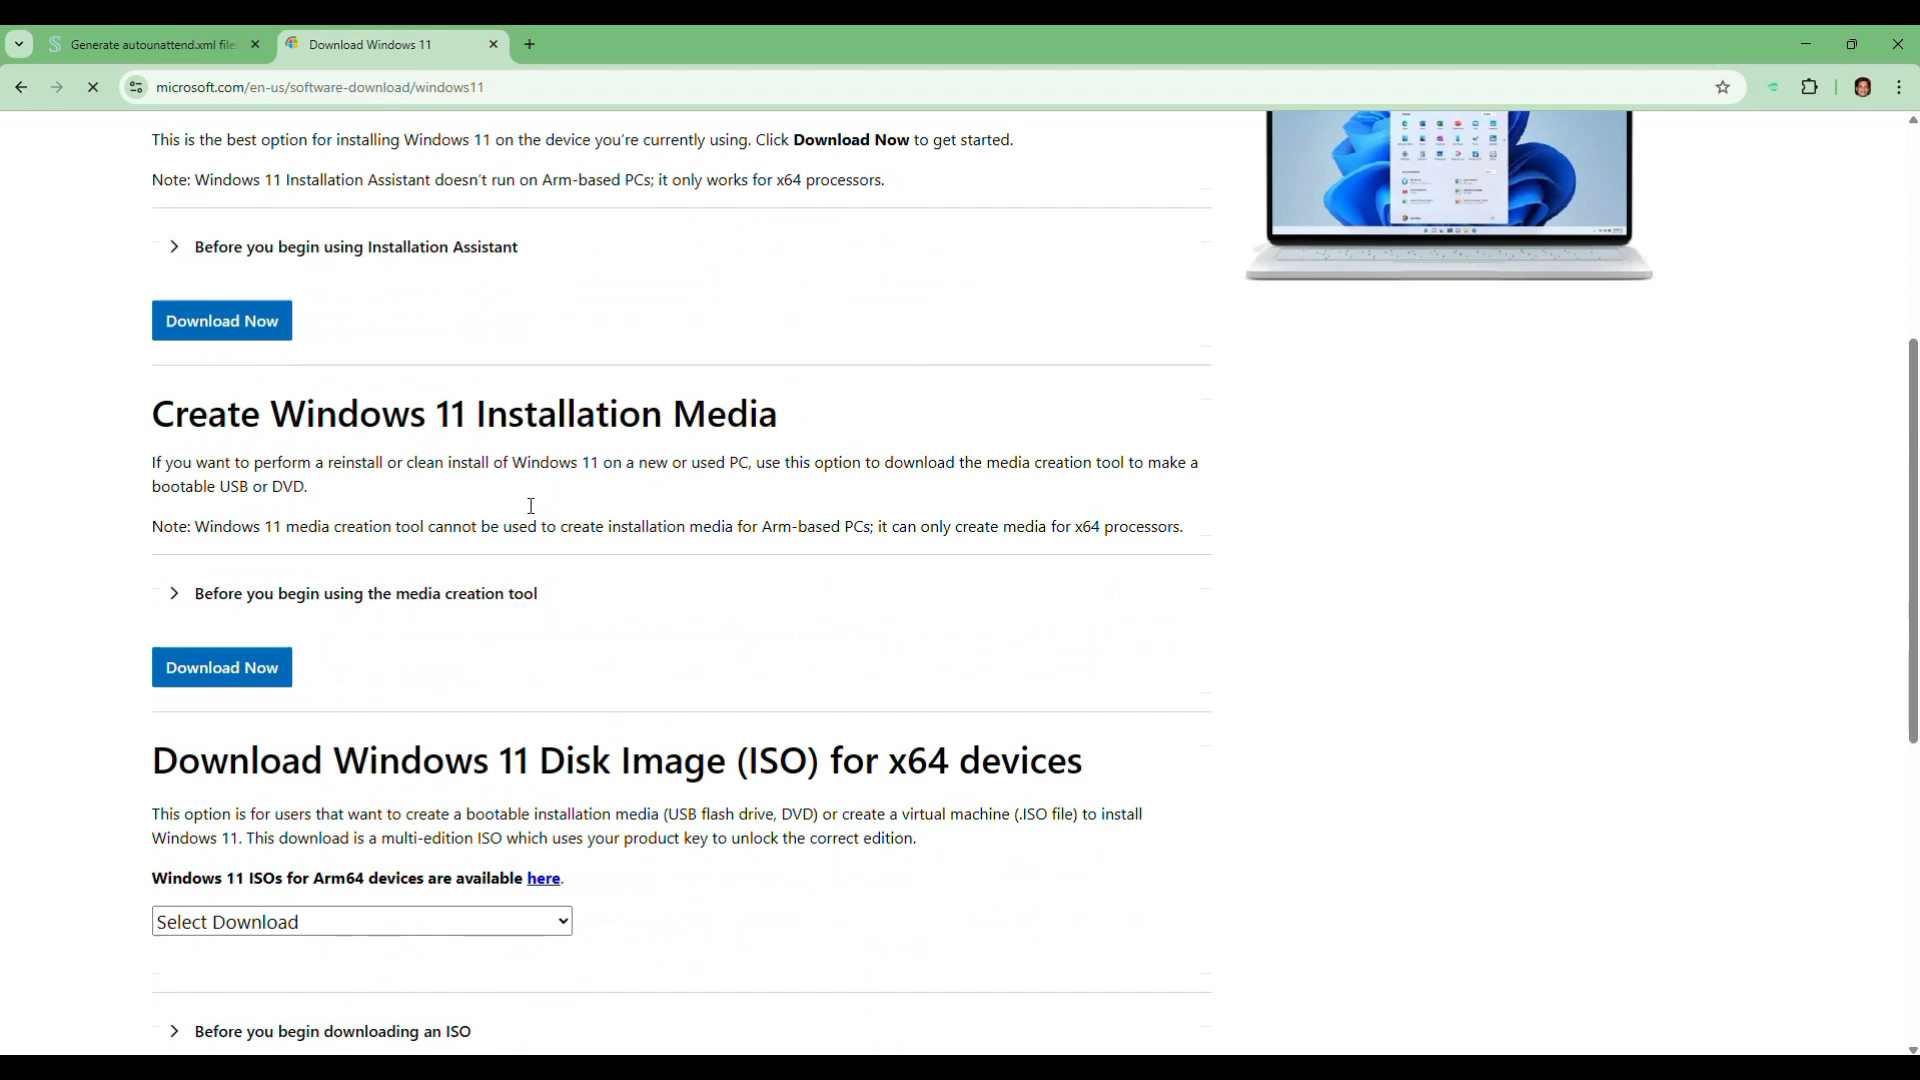 Generate autounattend.xml file
Download Windows 11
microsoft.com/en-us/software-download/windows11
This is the best option for installing Windows 11 on the device you're currently using. Click Download Now to get started.
Note: Windows 11 Installation Assistant doesn't run on Arm-based PCs; it only works for x64 processors.
Before you begin using Installation Assistant
Download Now
Create Windows 11 Installation Media
If you want to perform a reinstall or clean install of Windows 11 on a new or used PC, use this option to download the media creation tool to make a
bootable USB or DVD.
Note: Windows 11 media creation tool cannot be used to create installation media for Arm-based PCs; it can only create media for x64 processors.
Before you begin using the media creation tool
Download Now
Download Windows 11 Disk Image (ISO) for x64 devices
This option is for users that want to create a bootable installation media (USB flash drive, DVD) or create a virtual machine (.ISO file) to install
Windows 11. This download is a multi-edition ISO which uses your product key to unlock the correct edition.
Windows 11 ISOs for Arm64 devices are available here.
Select Download
Before you begin downloading an ISO